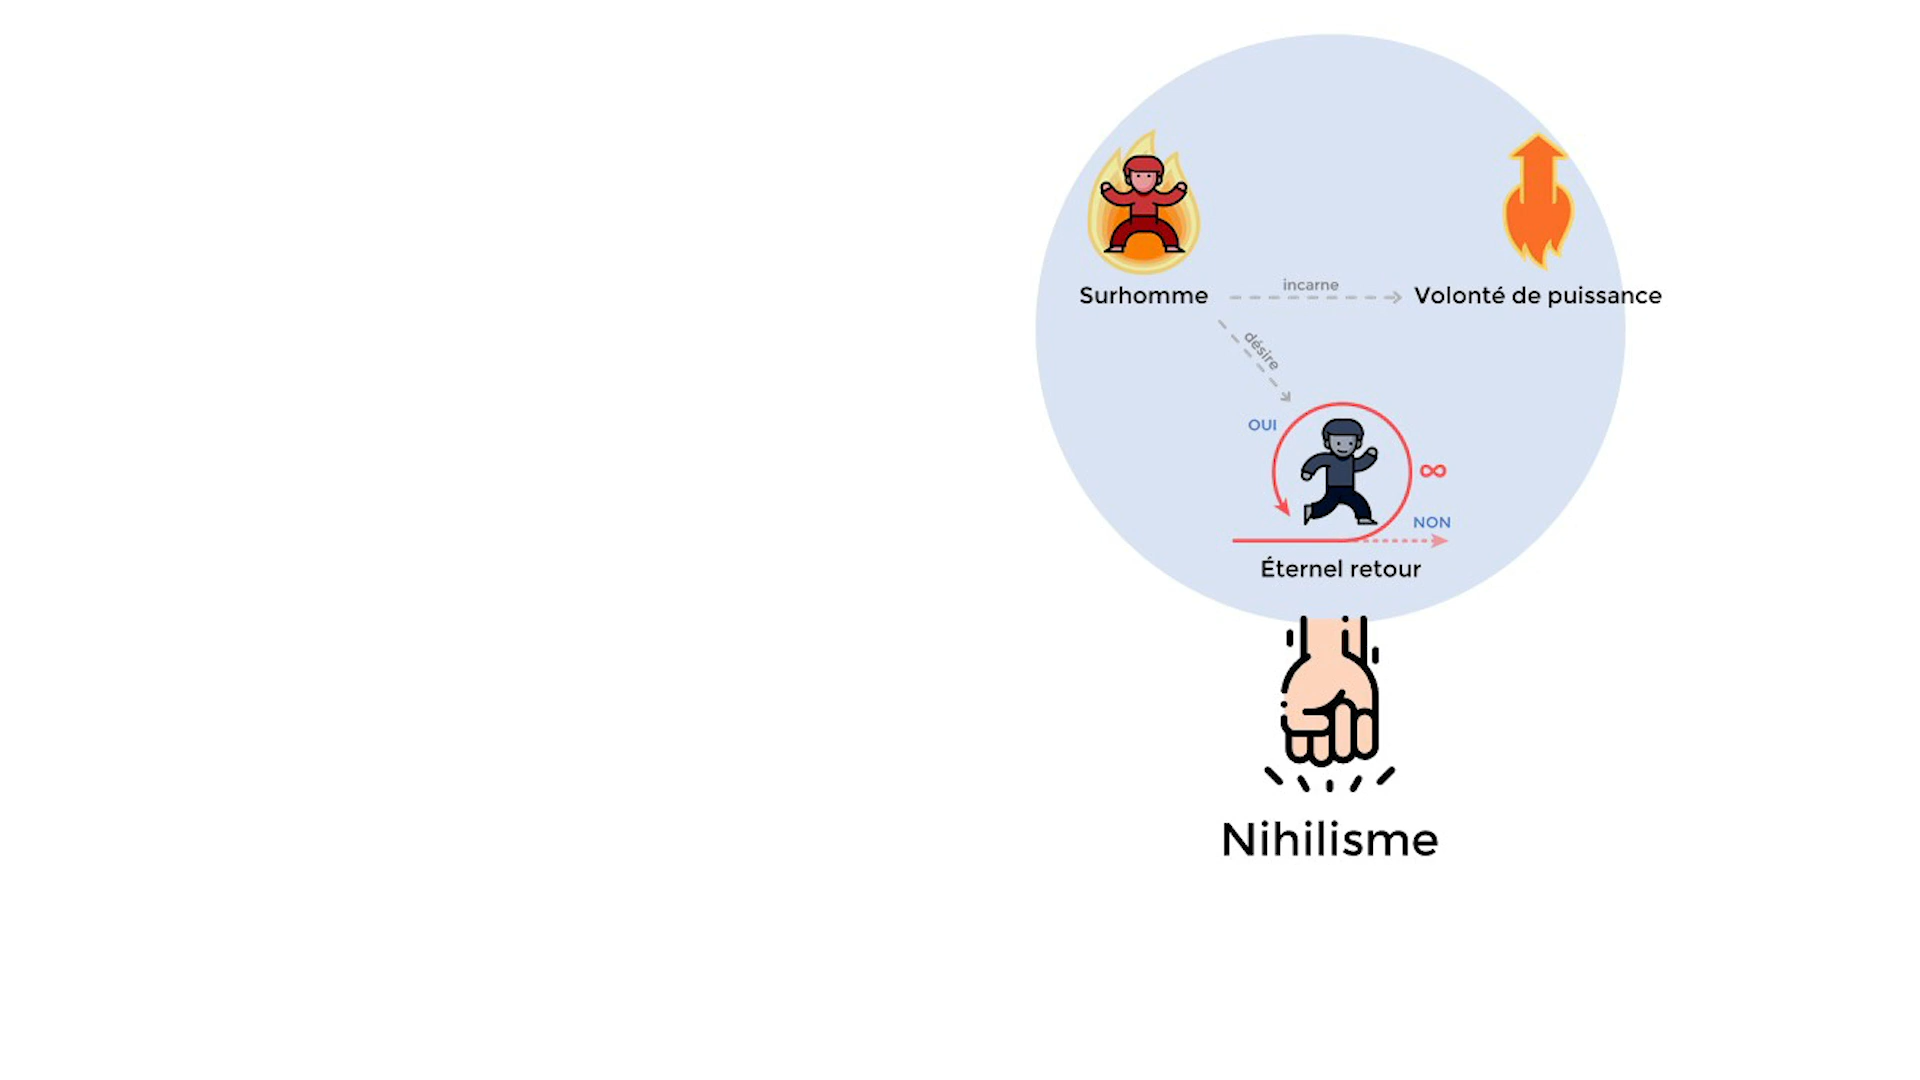 incarne
Surhomme
Volonté de puissance
désire
OUI
∞
NON
Éternel retour
Nihilisme